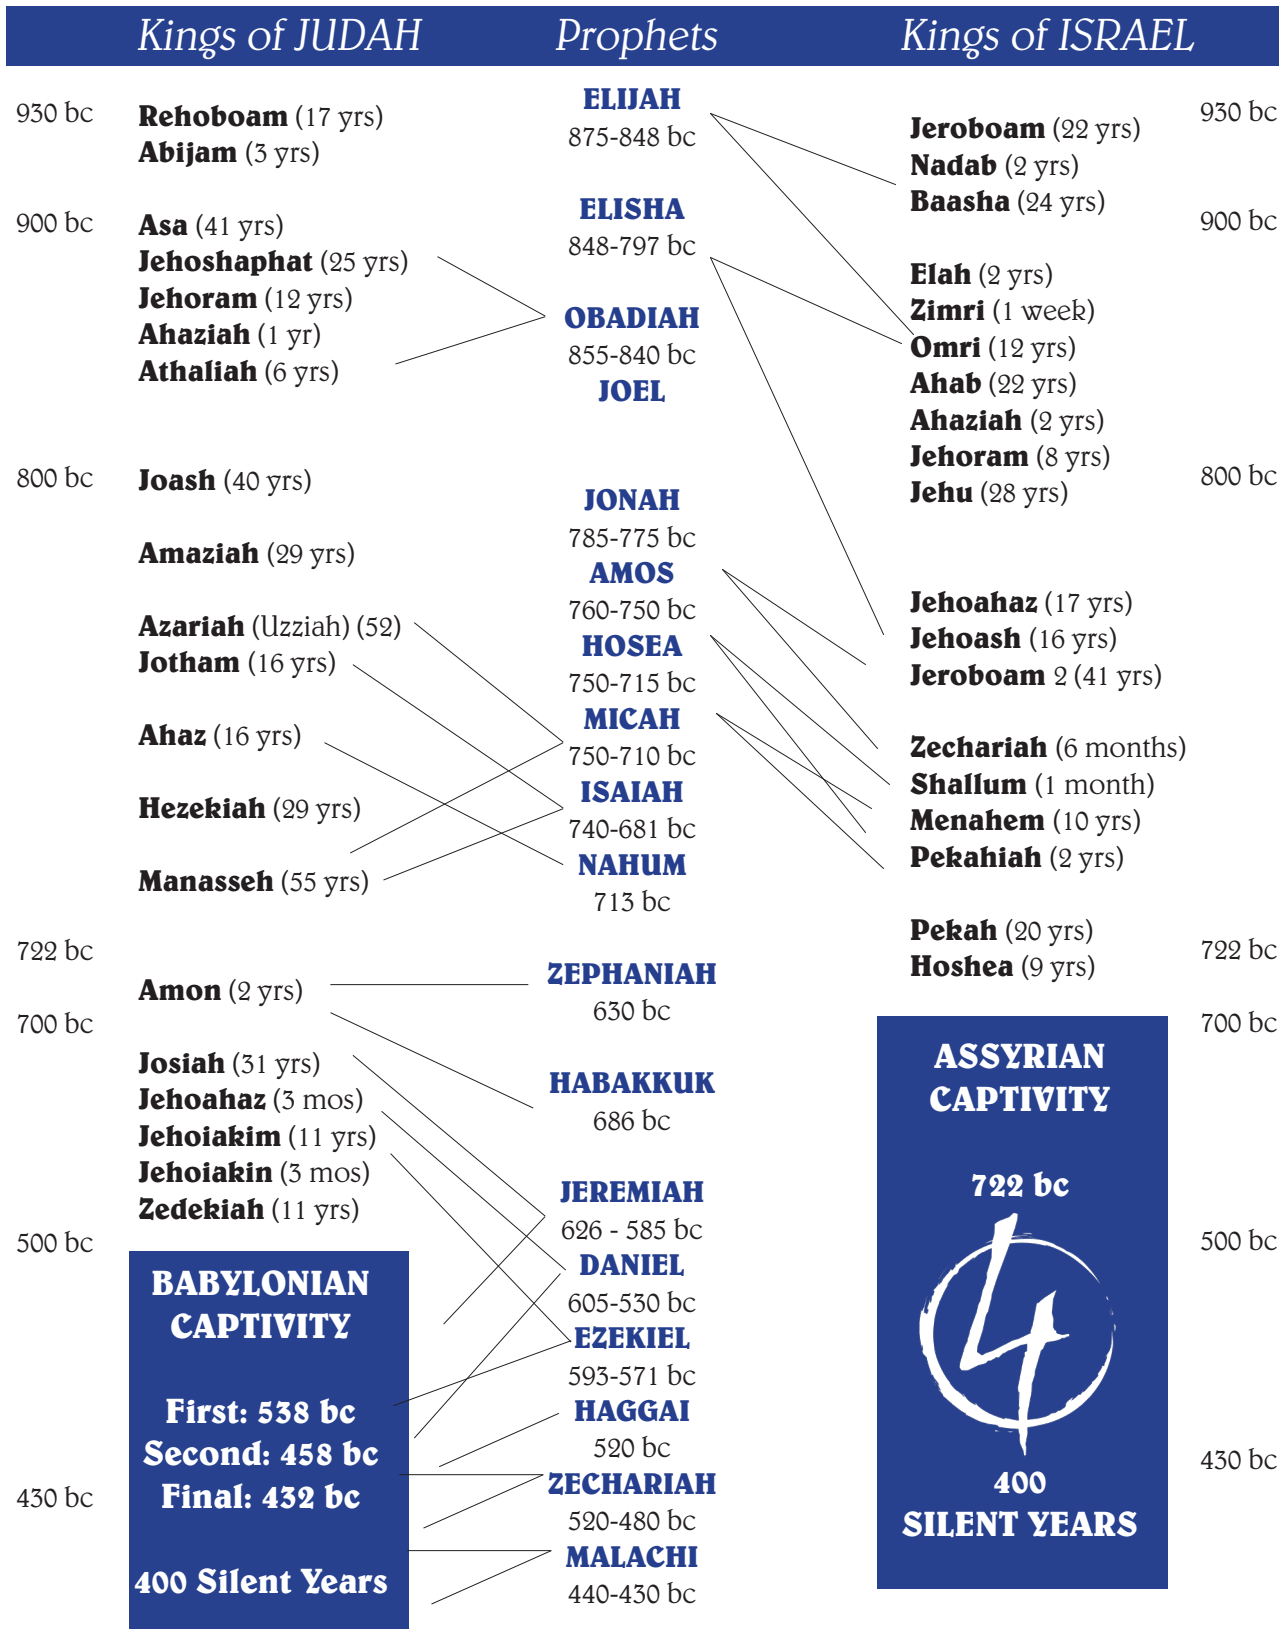 Kings of JUDAH
Prophets
Kings of ISRAEL
930 bc
Rehoboam (17 yrs)
Abijam (3 yrs)
900 bc
Asa (41 yrs)
Jehoshaphat (25 yrs)
Jehoram (12 yrs)
Ahaziah (1 yr)
Athaliah (6 yrs)
800 bc
Joash (40 yrs)
Amaziah (29 yrs)
Azariah (Uzziah) (52)
Jotham (16 yrs)
Ahaz (16 yrs)
Hezekiah (29 yrs)
Manasseh (55 yrs)
722 bc
Amon (2 yrs)
700 bc
Josiah (31 yrs)
Jehoahaz (3 mos)
Jehoiakim (11 yrs)
Jehoiakin (3 mos)
Zedekiah (11 yrs)
500 bc
BABYLONIAN
CAPTIVITY
First: 538 bc
Second: 458 bc
Final: 432 bc
430 bc
400 Silent Years
ELIJAH
875-848 bc
ELISHA
848-797 bc
OBADIAH
855-840 bc
JOEL
JONAH
785-775 bc
AMOS
760-750 bc
HOSEA
750-715 bc
MICAH
750-710 bc
ISAIAH
740-681 bc
NAHUM
713 bc
ZEPHANIAH
630 bc
HABAKKUK
686 bc
JEREMIAH
626 - 585 bc
DANIEL
605-530 bc
EZEKIEL
593-571 bc
HAGGAI
520 bc
ZECHARIAH
520-480 bc
MALACHI
440-430 bc
930 bc
Jeroboam (22 yrs)
Nadab (2 yrs)
Baasha (24 yrs)
900 bc
Elah (2 yrs)
Zimri (1 week)
Omri (12 yrs)
Ahab (22 yrs)
Ahaziah (2 yrs)
Jehoram (8 yrs)
800 bc
Jehu (28 yrs)
Jehoahaz (17 yrs)
Jehoash (16 yrs)
Jeroboam 2 (41 yrs)
Zechariah (6 months)
Shallum (1 month)
Menahem (10 yrs)
Pekahiah (2 yrs)
Pekah (20 yrs)
722 bc
Hoshea (9 yrs)
700 bc
ASSYRIAN
CAPTIVITY
722 bc
500 bc
4
430 bc
400
SILENT YEARS